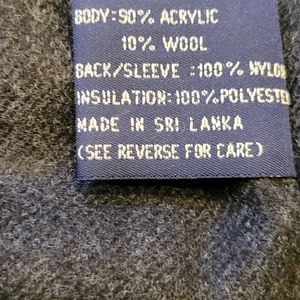 BODY: 90% ACRYLIC
10% WOOL
BACK/SLEEVE :100% NYLON
INSULATION:100%POLYESTE
MADE IN SRI LANKA
(SEE REVERSE FOR CARE)